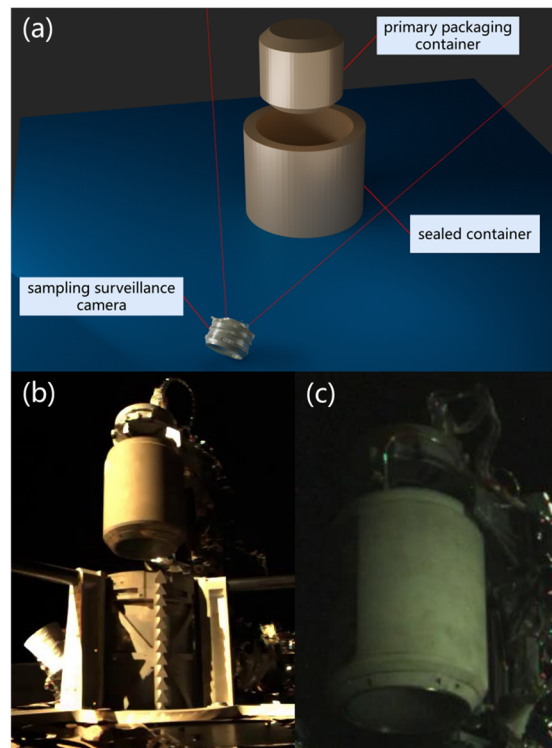 (a)
primary packaging
container
sealed container
sampling surveillance
camera
(b)
(c)